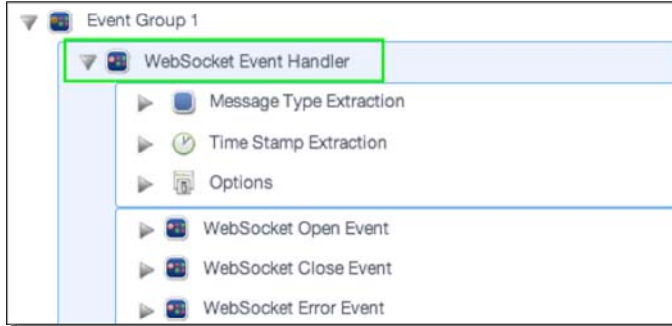 Event Group 1
WebSocket Event Handler
Message Type Extraction
Time Stamp Extraction
Options
WebSocket Open Event
WebSocket Close Event
WebSocket Error Event